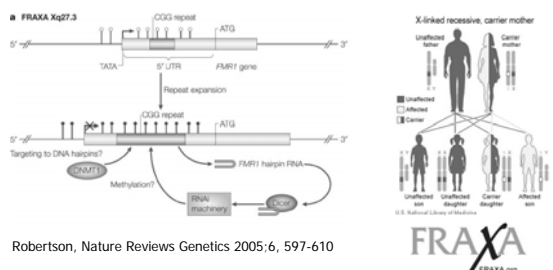 a FRAXA Xq27.3
CGG repeat
ATG
5'
3'
TATA
5' UTR
FMR1 gene
Repeat expansion
CGG repeat
ATG
5'
3'
Targeting to DNA hairpins?
DNMT1
FMR1 hairpin RNA
Methylation?
RNAi
machinery
Dicer
Robertson, Nature Reviews Genetics 2005;6, 597-610
X-linked recessive, carrier mother
Unaffected
father
Carrier
mother
Unaffected
Affected
Carrier
Unaffected
son
Unaffected
daughter
Carrier
daughter
Affected
son
U.S. National Library of Medicine
FRAXA
FRAXA.org